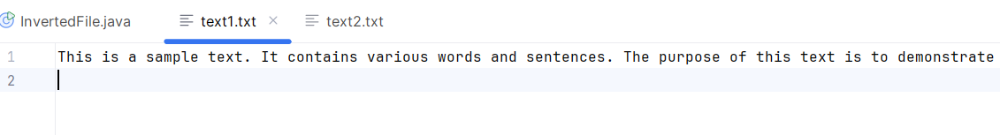 InvertedFile.java text1.txt text2.txt
1 This is a sample text. It contains various words and sentences. The purpose of this text is to demonstrate
2